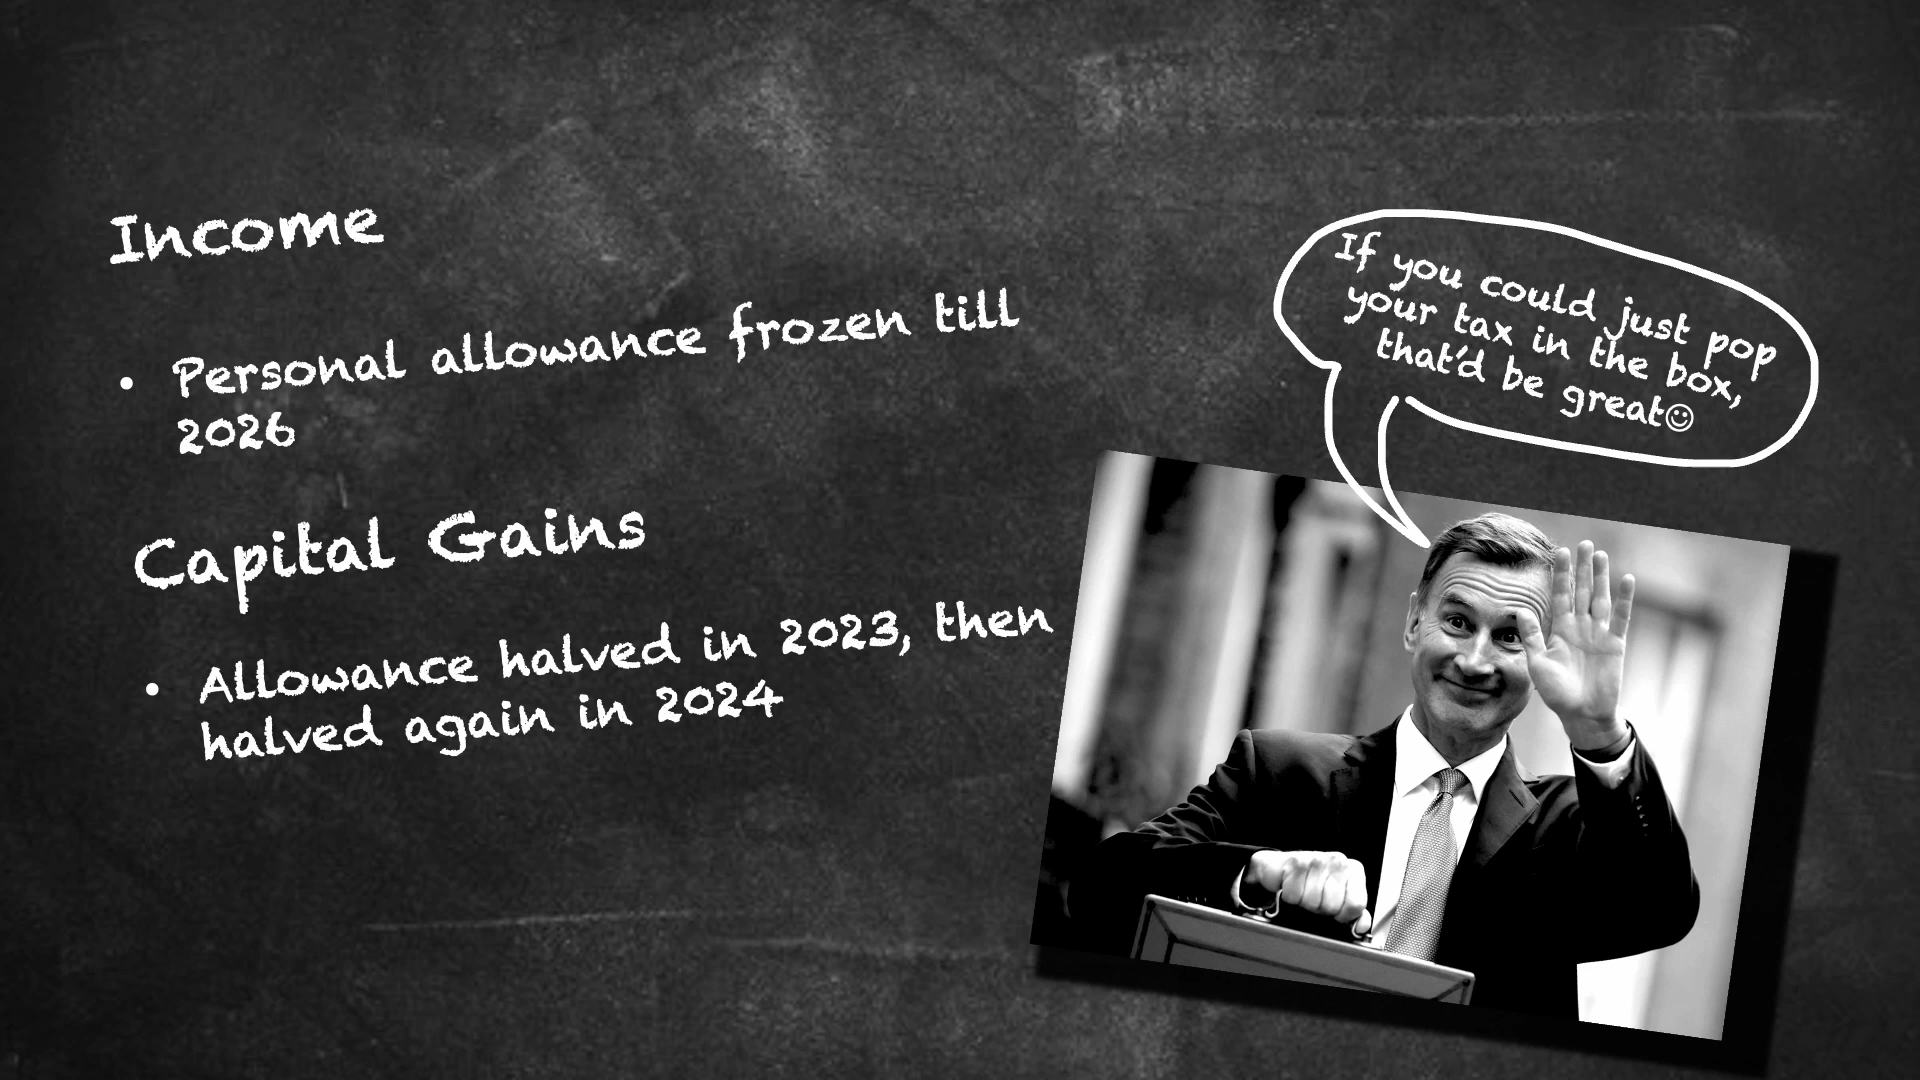 Income
• Personal allowance frozen till
2026
Capital Gains
• Allowance halved in 2023, then
halved again in 2024
If you could just pop
your tax in the box,
that'd be great☺